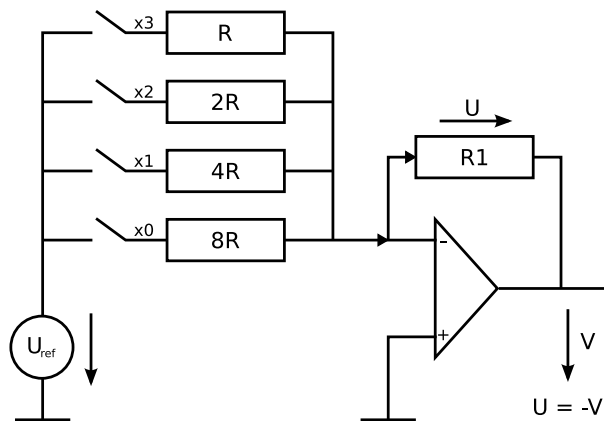 x3
R
x2
2R
U
x1
4R
R1
x0
8R
-
+
Uref
V
U = -V